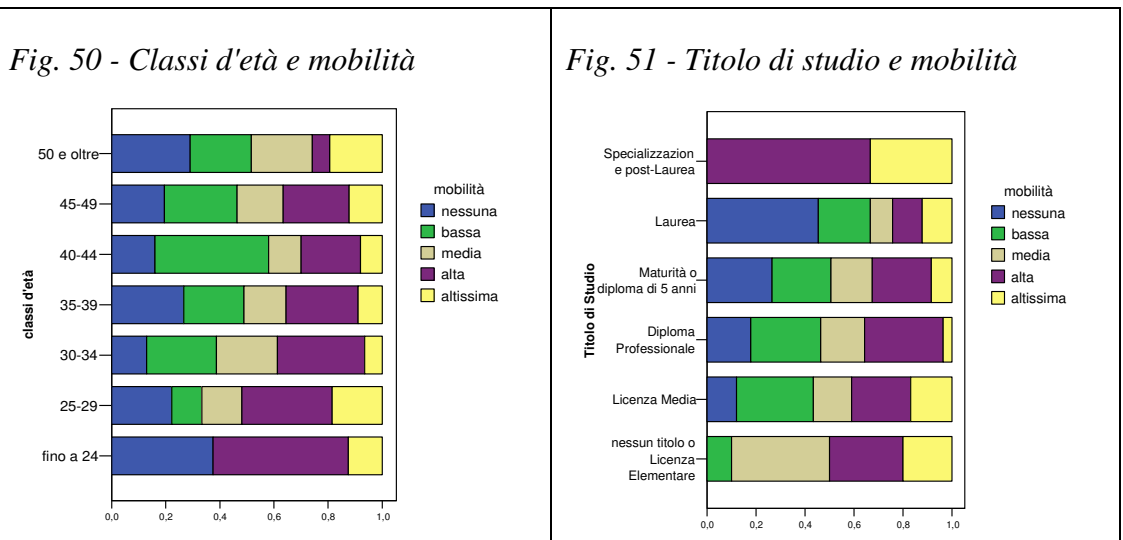 Fig. 50 - Classi d'età e mobilità
classi d'età
50 e oltre
45-49
40-44
35-39
30-34
25-29
fino a 24
0,0 0,2 0,4 0,6 0,8 1,0
mobilità
nessuna
bassa
media
alta
altissima
Fig. 51 - Titolo di studio e mobilità
Titolo di Studio
Specializzazion
e post-Laurea
Laurea
Maturità o
diploma di 5 anni
Diploma
Professionale
Licenza Media
nessun titolo o
Licenza
Elementare
0,0 0,2 0,4 0,6 0,8 1,0
mobilità
nessuna
bassa
media
alta
altissima